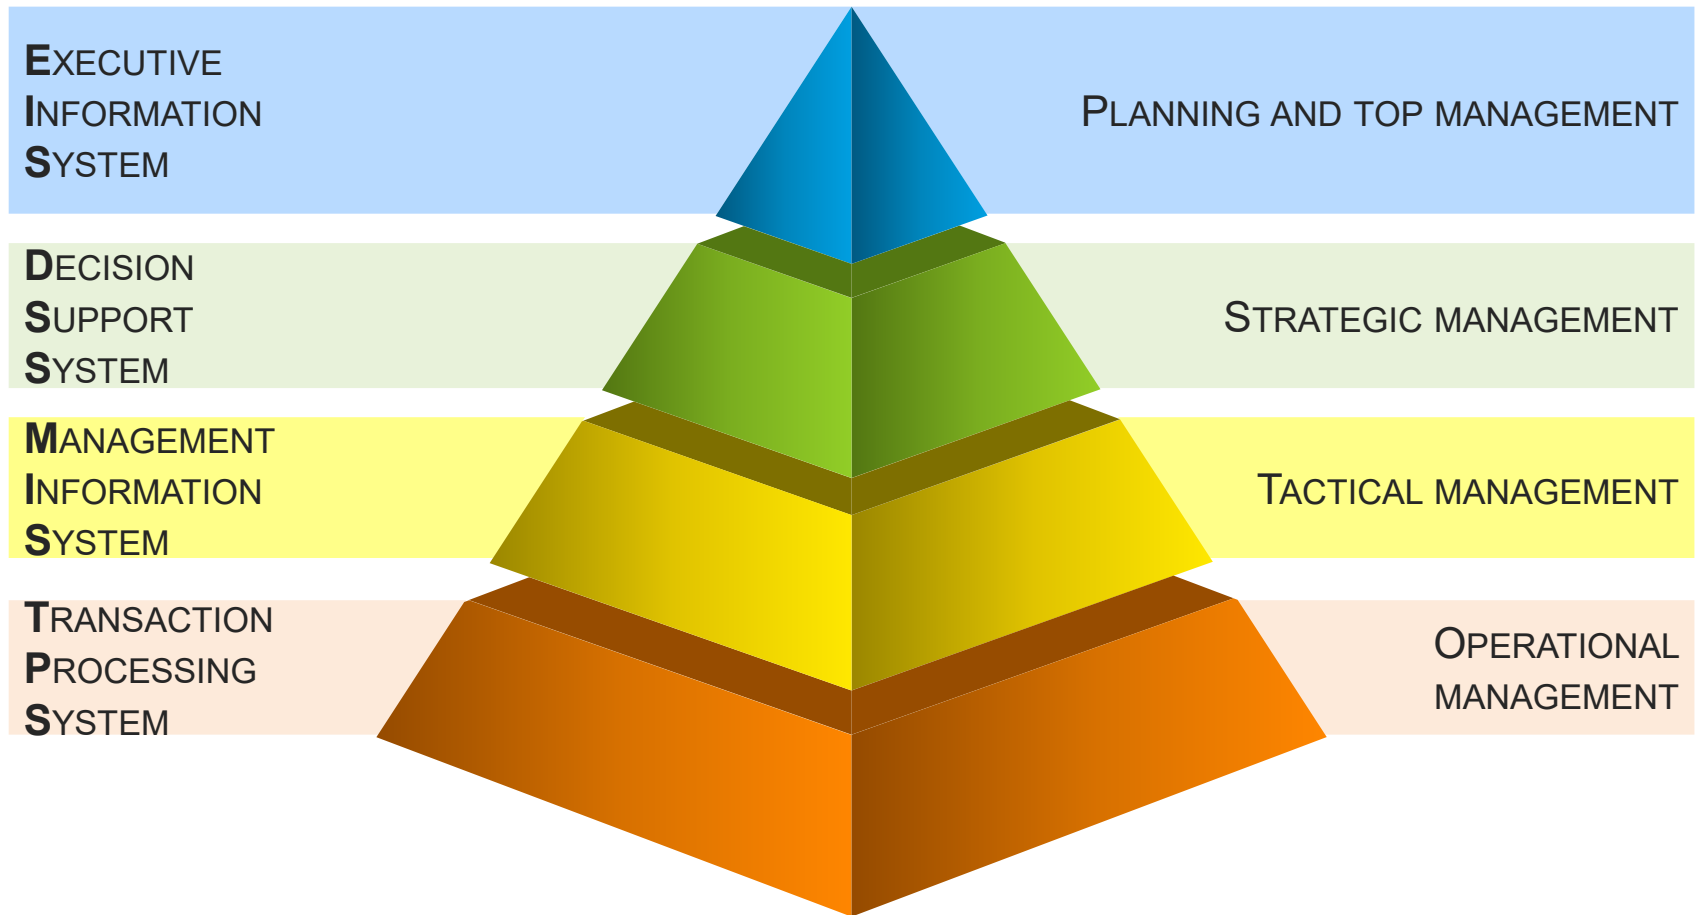 EXECUTIVE
INFORMATION
SYSTEM
PLANNING AND TOP MANAGEMENT
DECISION
SUPPORT
SYSTEM
STRATEGIC MANAGEMENT
MANAGEMENT
INFORMATION
SYSTEM
TACTICAL MANAGEMENT
TRANSACTION
PROCESSING
SYSTEM
OPERATIONAL
MANAGEMENT